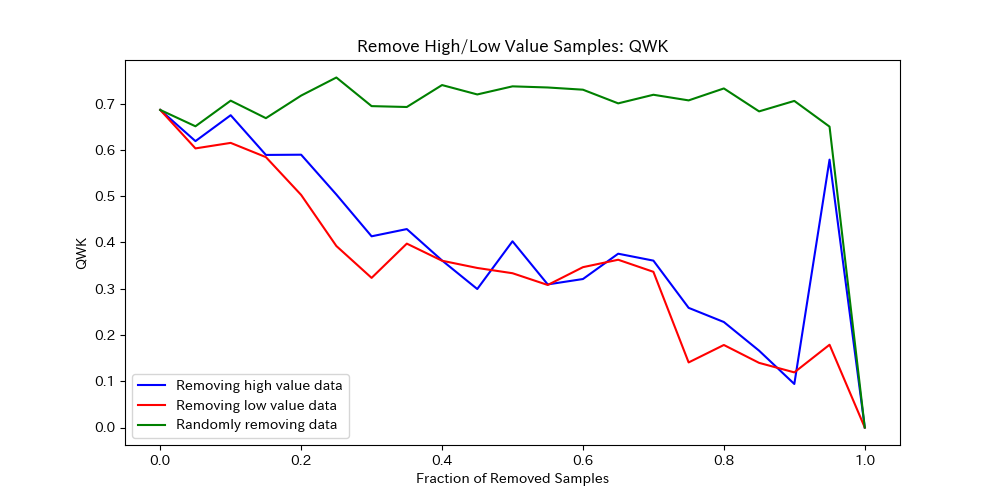 Remove High/Low Value Samples: QWK
QWK
0.7
0.6
0.5
0.4
0.3
0.2
0.1
0.0
Removing high value data
Removing low value data
Randomly removing data
0.0 0.2 0.4 0.6 0.8 1.0
Fraction of Removed Samples